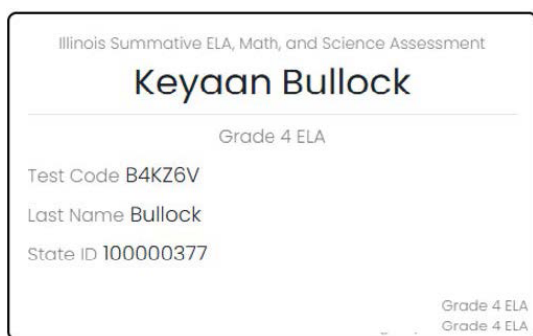 Illinois Summative ELA, Math, and Science Assessment
Keyaan Bullock
Grade 4 ELA
Test Code B4KZ6V
Last Name Bullock
State ID 100000377
Grade 4 ELA
Grade 4 ELA